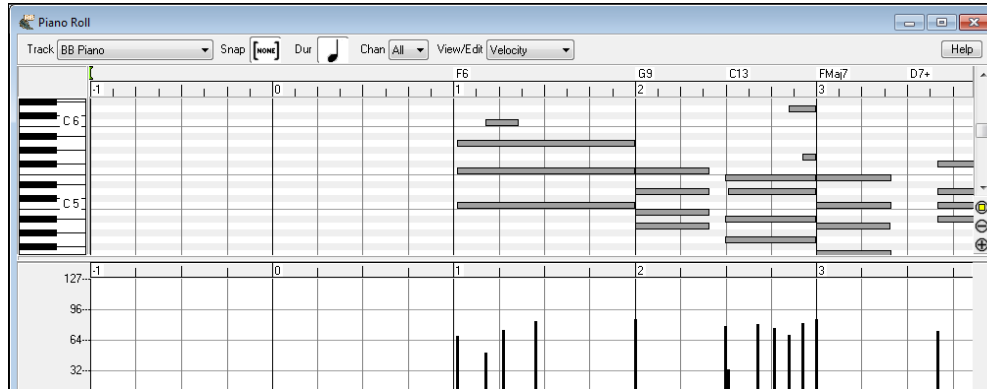 Piano Roll
Track BB Piano Snap [NONE] Dur Chan All View/Edit Velocity Help
F6 G9 C13 FMaj7 D7+
-1 0 1 2 3
C 6
C 5
-1 0 1 2 3
127
96
64
32